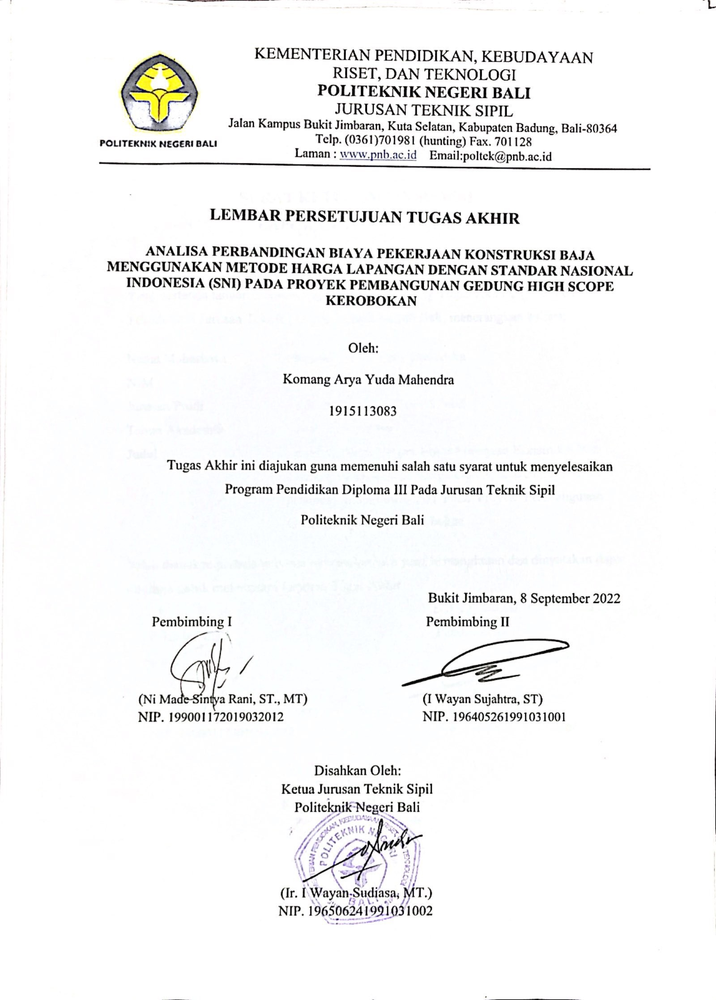 KEMENTERIAN PENDIDIKAN, KEBUDAYAAN
RISET, DAN TEKNOLOGI
POLITEKNIK NEGERI BALI
JURUSAN TEKNIK SIPIL
Jalan Kampus Bukit Jimbaran, Kuta Selatan, Kabupaten Badung, Bali-80364
Telp. (0361)701981 (hunting) Fax. 701128
Laman : www.pnb.ac.id Email:poltek@pnb.ac.id
POLITEKNIK NEGERI BALI
LEMBAR PERSETUJUAN TUGAS AKHIR
ANALISA PERBANDINGAN BIAYA PEKERJAAN KONSTRUKSI BAJA
MENGGUNAKAN METODE HARGA LAPANGAN DENGAN STANDAR NASIONAL
INDONESIA (SNI) PADA PROYEK PEMBANGUNAN GEDUNG HIGH SCOPE
KEROBOKAN
Oleh:
Komang Arya Yuda Mahendra
1915113083
Tugas Akhir ini diajukan guna memenuhi salah satu syarat untuk menyelesaikan
Program Pendidikan Diploma III Pada Jurusan Teknik Sipil
Politeknik Negeri Bali
Bukit Jimbaran, 8 September 2022
Pembimbing I
Pembimbing II
(Ni Made Sintya Rani, ST., MT)
NIP. 199001172019032012
(I Wayan Sujahtra, ST)
NIP. 196405261991031001
Disahkan Oleh:
Ketua Jurusan Teknik Sipil
Politeknik Negeri Bali
POLITEKNIK NEGERI
BALI
(Ir. I Wayan Sudiasa, MT.)
NIP. 196506241991031002